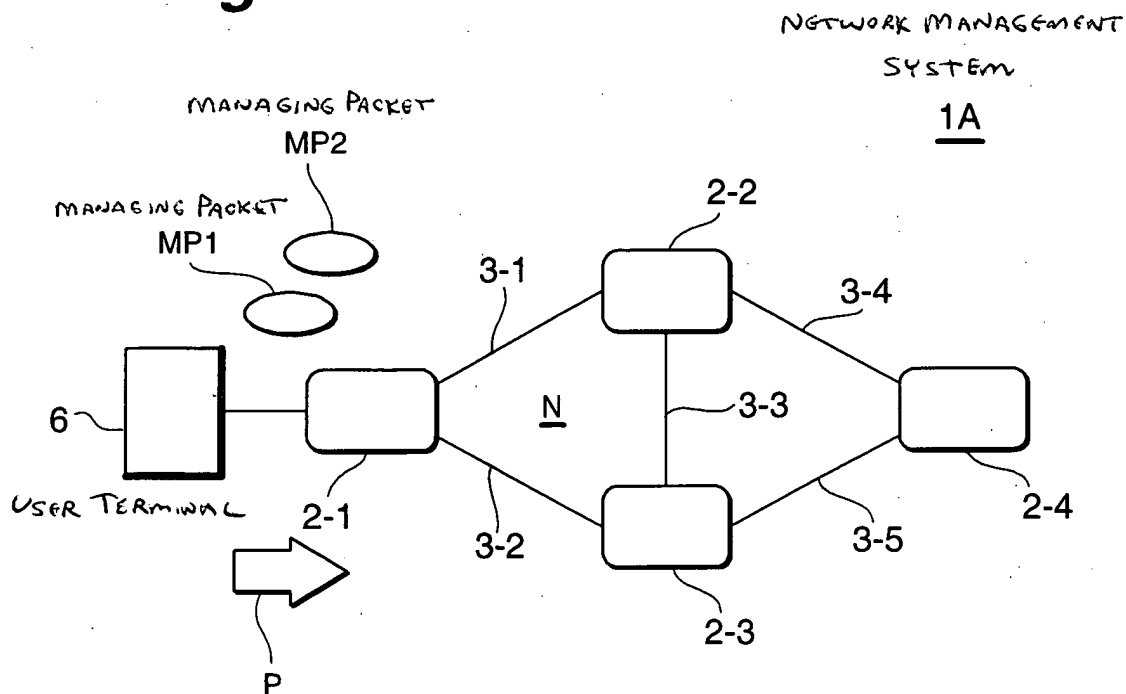 NETWORK MANAGEMENT
SYSTEM
1A
MANAGING PACKET
MP2
MANAGING PACKET
MP1
2-2
3-1
3-4
6
N
3-3
USER TERMINAL
2-1
3-2
3-5
2-4
2-3
P